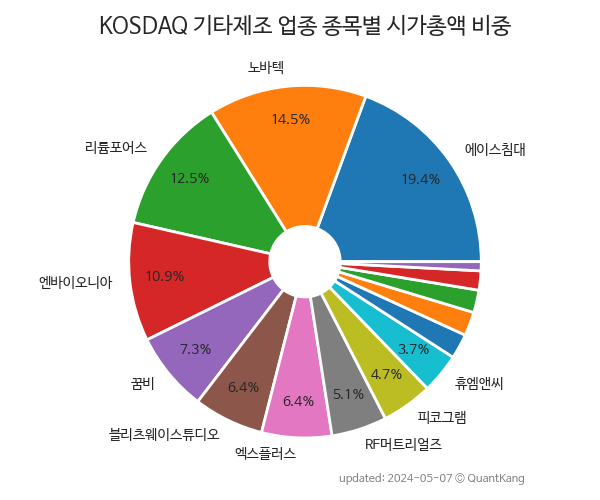 KOSDAQ 기타제조 업종 종목별 시가총액 비중
노바텍
14.5%
에이스침대
19.4%
리튬포어스
12.5%
엔바이오니아
10.9%
꿈비
7.3%
블리츠웨이스튜디오
6.4%
엑스플러스
6.4%
RF머트리얼즈
5.1%
피코그램
4.7%
휴엠앤씨
3.7%
updated: 2024-05-07 © QuantKang